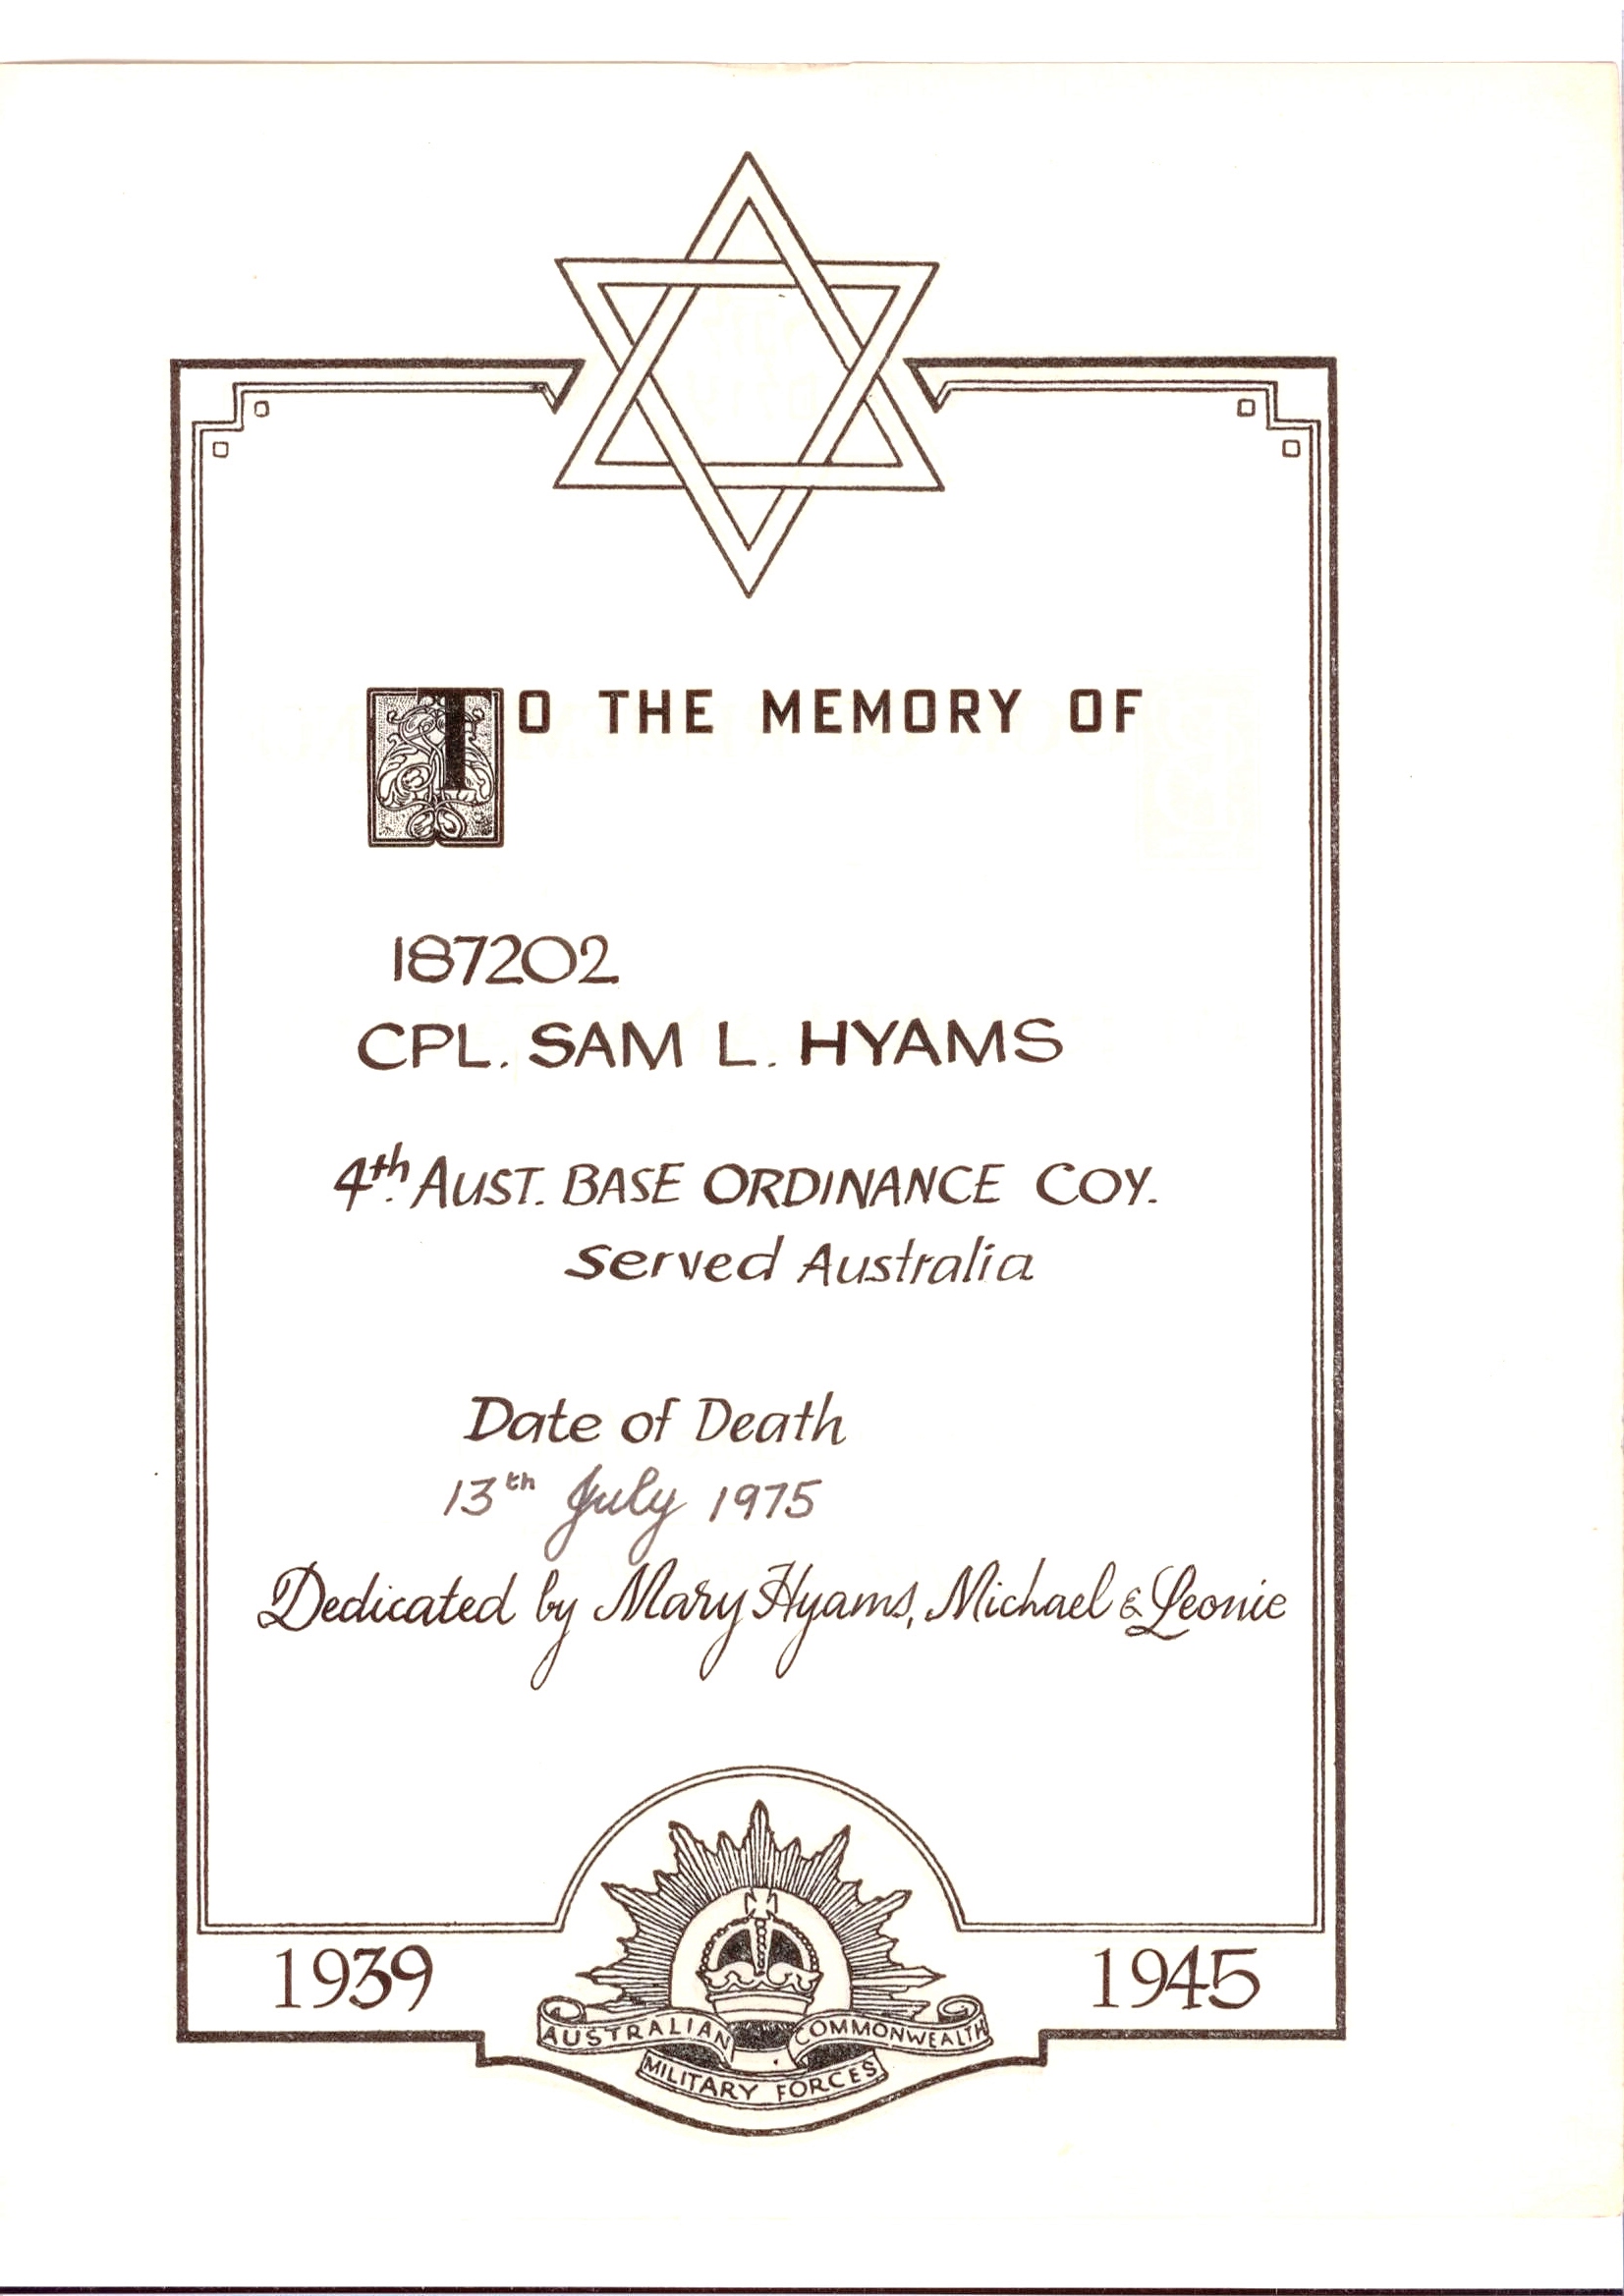 TO THE MEMORY OF
187202
CPL. SAM L. HYAMS
4th. AUST. BASE ORDINANCE COY.
Served Australia
Date of Death
13th July 1975
Dedicated by Mary Hyams, Michael & Leonie
1939
1945
AUSTRALIAN COMMONWEALTH
MILITARY FORCES